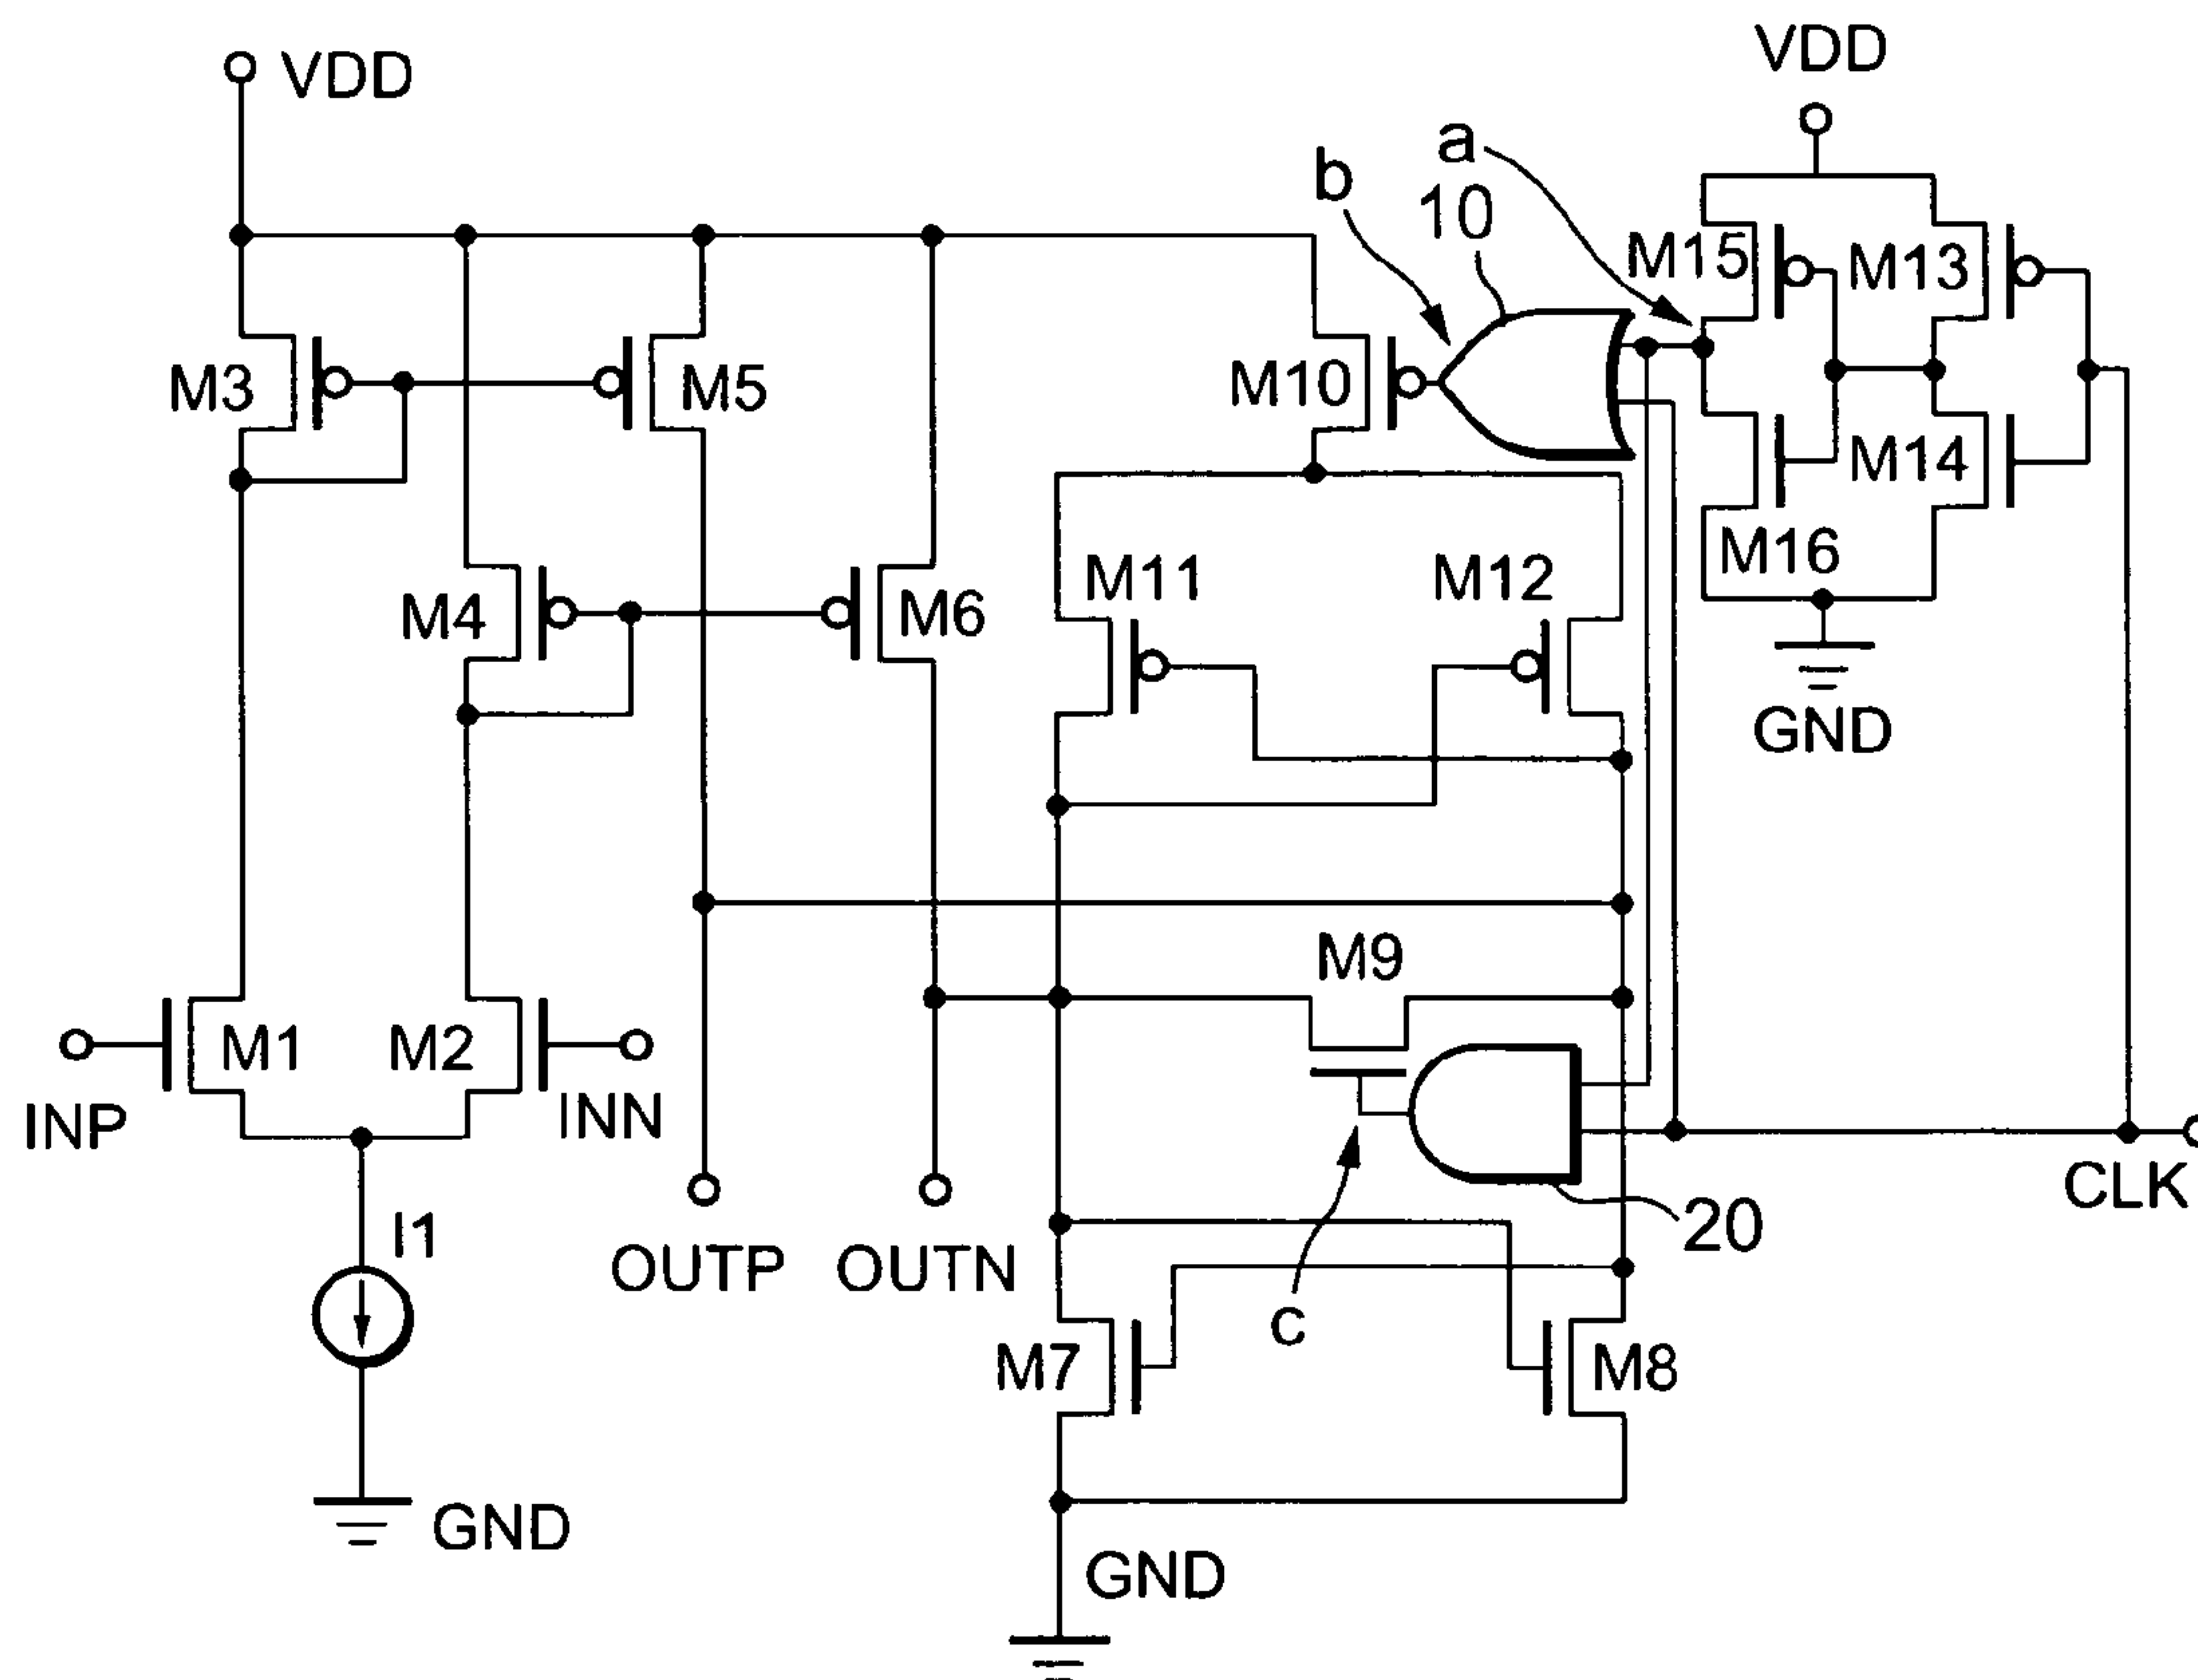 VDD
VDD
a
b
10
M15
M13
M3
M5
M10
M14
M16
M11
M12
M4
M6
GND
M9
M1
M2
INP
INN
CLK
20
I1
OUTP
OUTN
c
M7
M8
GND
GND